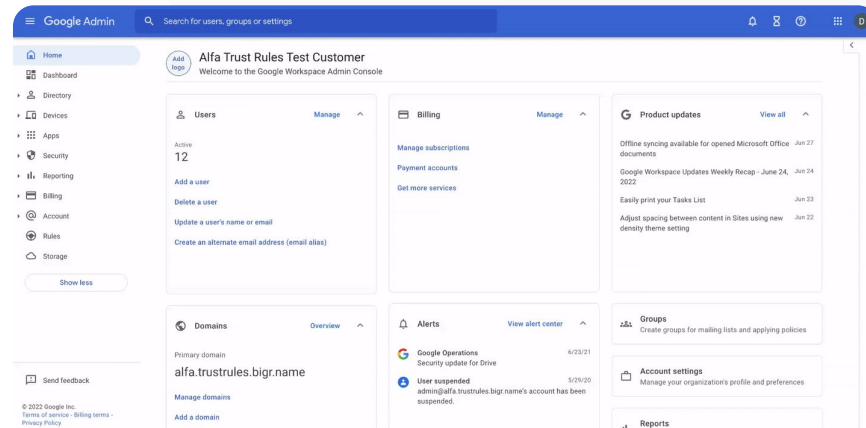 Google Admin
Search for users, groups or settings
D
Home
Dashboard
Directory
Devices
Apps
Security
Reporting
Billing
Account
Rules
Storage
Show less
Send feedback
© 2022 Google Inc.
Terms of service - Billing terms -
Privacy Policy
Add
logo
Alfa Trust Rules Test Customer
Welcome to the Google Workspace Admin Console
Users
Manage
Active
12
Add a user
Delete a user
Update a user's name or email
Create an alternate email address (email alias)
Billing
Manage
Manage subscriptions
Payment accounts
Get more services
Product updates
View all
Offline syncing available for opened Microsoft Office Jun 27
documents
Google Workspace Updates Weekly Recap - June 24, Jun 24
2022
Easily print your Tasks List Jun 23
Adjust spacing between content in Sites using new Jun 22
density theme setting
Domains
Overview
Primary domain
alfa.trustrules.bigr.name
Manage domains
Add a domain
Alerts
View alert center
Google Operations 6/23/21
Security update for Drive
User suspended 5/29/20
admin@alfa.trustrules.bigr.name's account has been
suspended.
Groups
Create groups for mailing lists and applying policies
Account settings
Manage your organization's profile and preferences
Reports